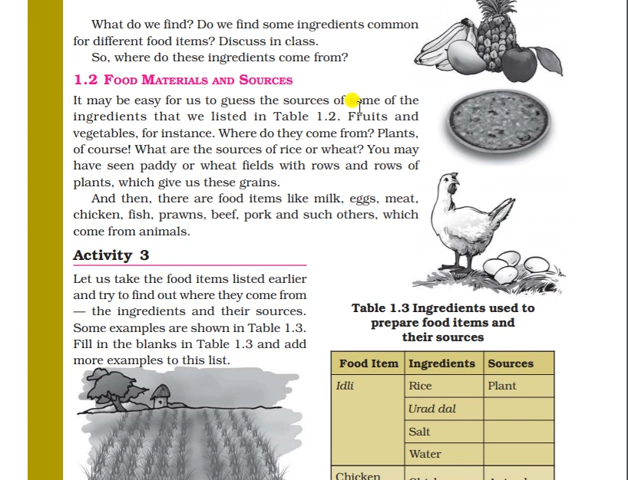 What do we find? Do we find some ingredients common
for different food items? Discuss in class.
So, where do these ingredients come from?
1.2 FOOD MATERIALS AND SOURCES
It may be easy for us to guess the sources of some of the
ingredients that we listed in Table 1.2. Fruits and
vegetables, for instance. Where do they come from? Plants,
of course! What are the sources of rice or wheat? You may
have seen paddy or wheat fields with rows and rows of
plants, which give us these grains.
And then, there are food items like milk, eggs, meat,
chicken, fish, prawns, beef, pork and such others, which
come from animals.
Activity 3
Let us take the food items listed earlier
and try to find out where they come from
— the ingredients and their sources.
Some examples are shown in Table 1.3.
Fill in the blanks in Table 1.3 and add
more examples to this list.
Table 1.3 Ingredients used to
prepare food items and
their sources
Food Item Ingredients Sources
Idli Rice Plant
Urad dal
Salt
Water
Chicken